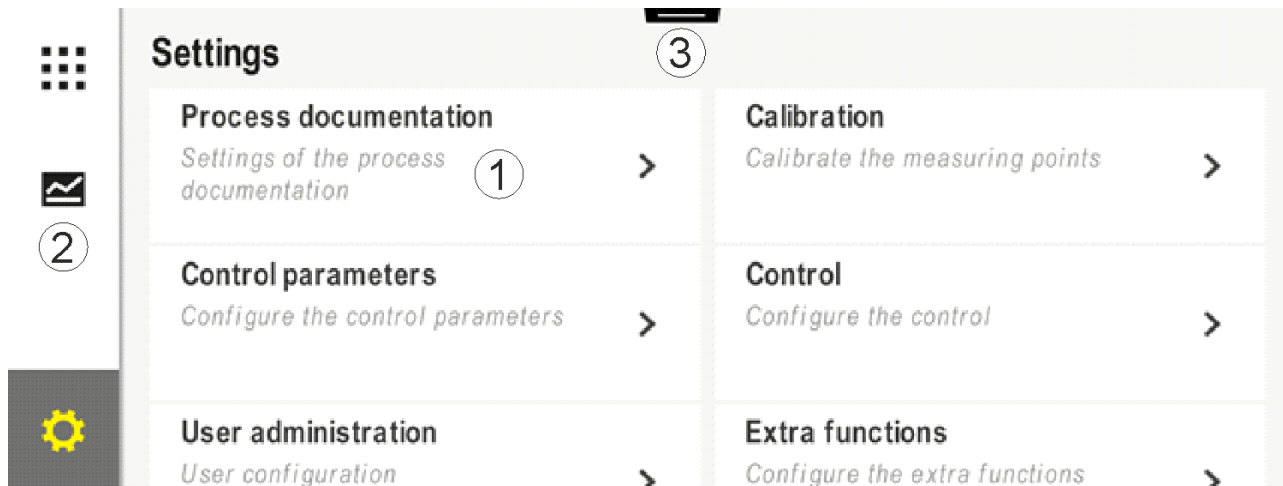 Settings
3
Process documentation
Settings of the process
documentation
1
Calibration
Calibrate the measuring points
2
Control parameters
Configure the control parameters
Control
Configure the control
User administration
User configuration
Extra functions
Configure the extra functions